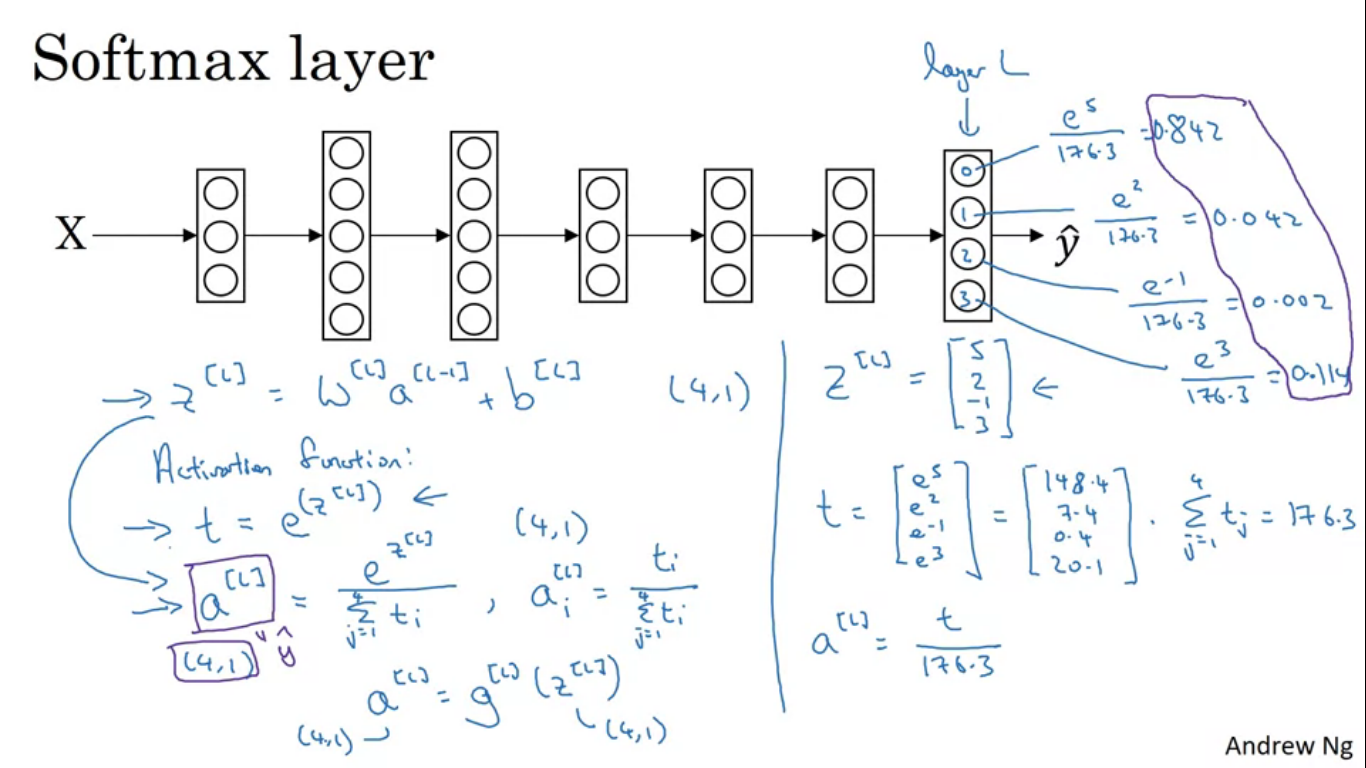 Softmax layer
layer L
X
ŷ
0
1
2
3
e^5 / 176.3 = 0.842
e^2 / 176.3 = 0.042
e^-1 / 176.3 = 0.002
e^3 / 176.3 = 0.114
→ z^[L] = W^[L] a^[L-1] + b^[L] (4,1)
Activation function:
→ t = e^(z^[L]) ← (4,1)
→ a^[L] = e^z^[L] / ∑_{j=1}^4 t_i , a_i^[L] = t_i / ∑_{j=1}^4 t_i
(4,1) ŷ
a^[L] = g^[L] (z^[L])
(4,1) (4,1)
z^[L] = [5 2 -1 3] ←
t = [e^5 e^2 e^-1 e^3] = [148.4 7.4 0.4 20.1] . ∑_{j=1}^4 t_j = 176.3
a^[L] = t / 176.3
Andrew Ng